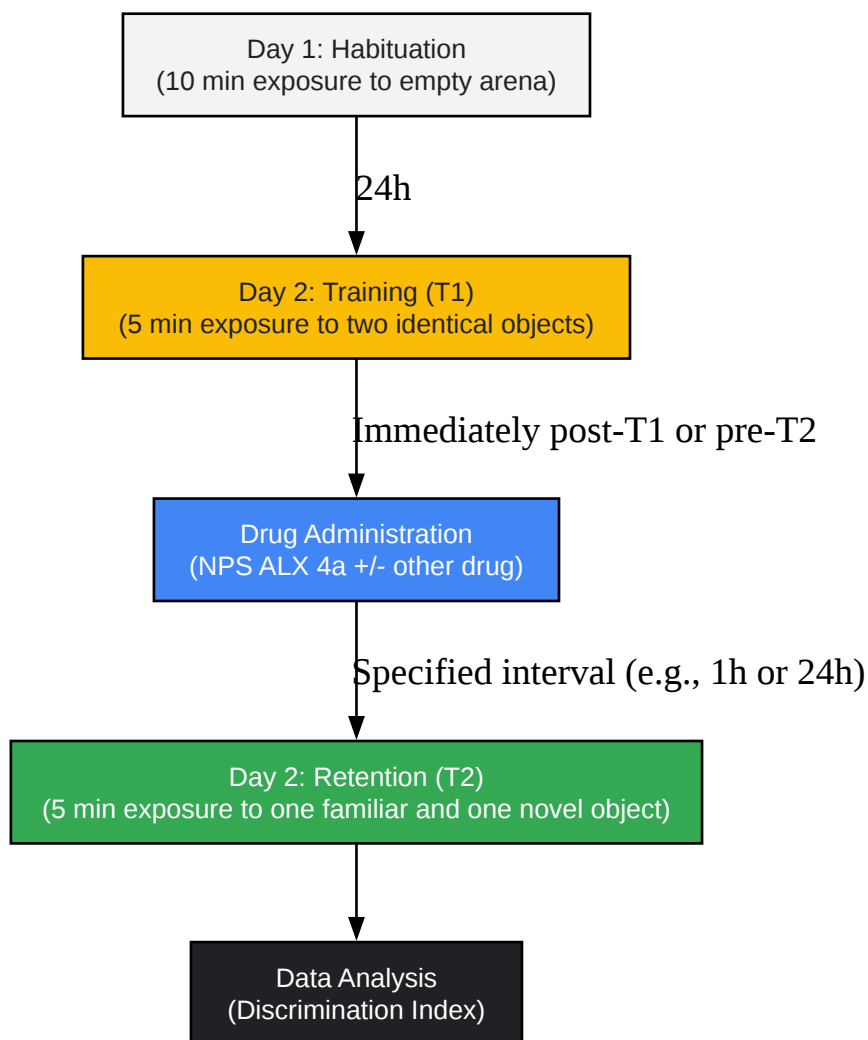 Day 1: Habituation
(10 min exposure to empty arena)
24h
Day 2: Training (T1)
(5 min exposure to two identical objects)
Immediately post-T1 or pre-T2
Drug Administration
(NPS ALX 4a +/- other drug)
Specified interval (e.g., 1h or 24h)
Day 2: Retention (T2)
(5 min exposure to one familiar and one novel object)
Data Analysis
(Discrimination Index)